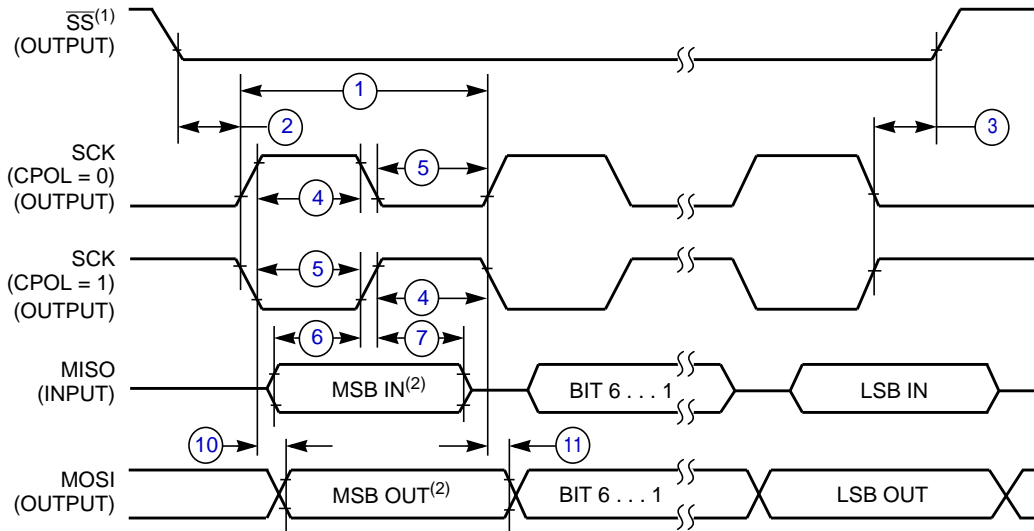 SS(1)
(OUTPUT)
1
2
3
SCK
(CPOL = 0)
(OUTPUT)
5
4
SCK
(CPOL = 1)
(OUTPUT)
5
4
6
7
MISO
(INPUT)
MSB IN(2)
BIT 6 . . . 1
LSB IN
10
11
MOSI
(OUTPUT)
MSB OUT(2)
BIT 6 . . . 1
LSB OUT